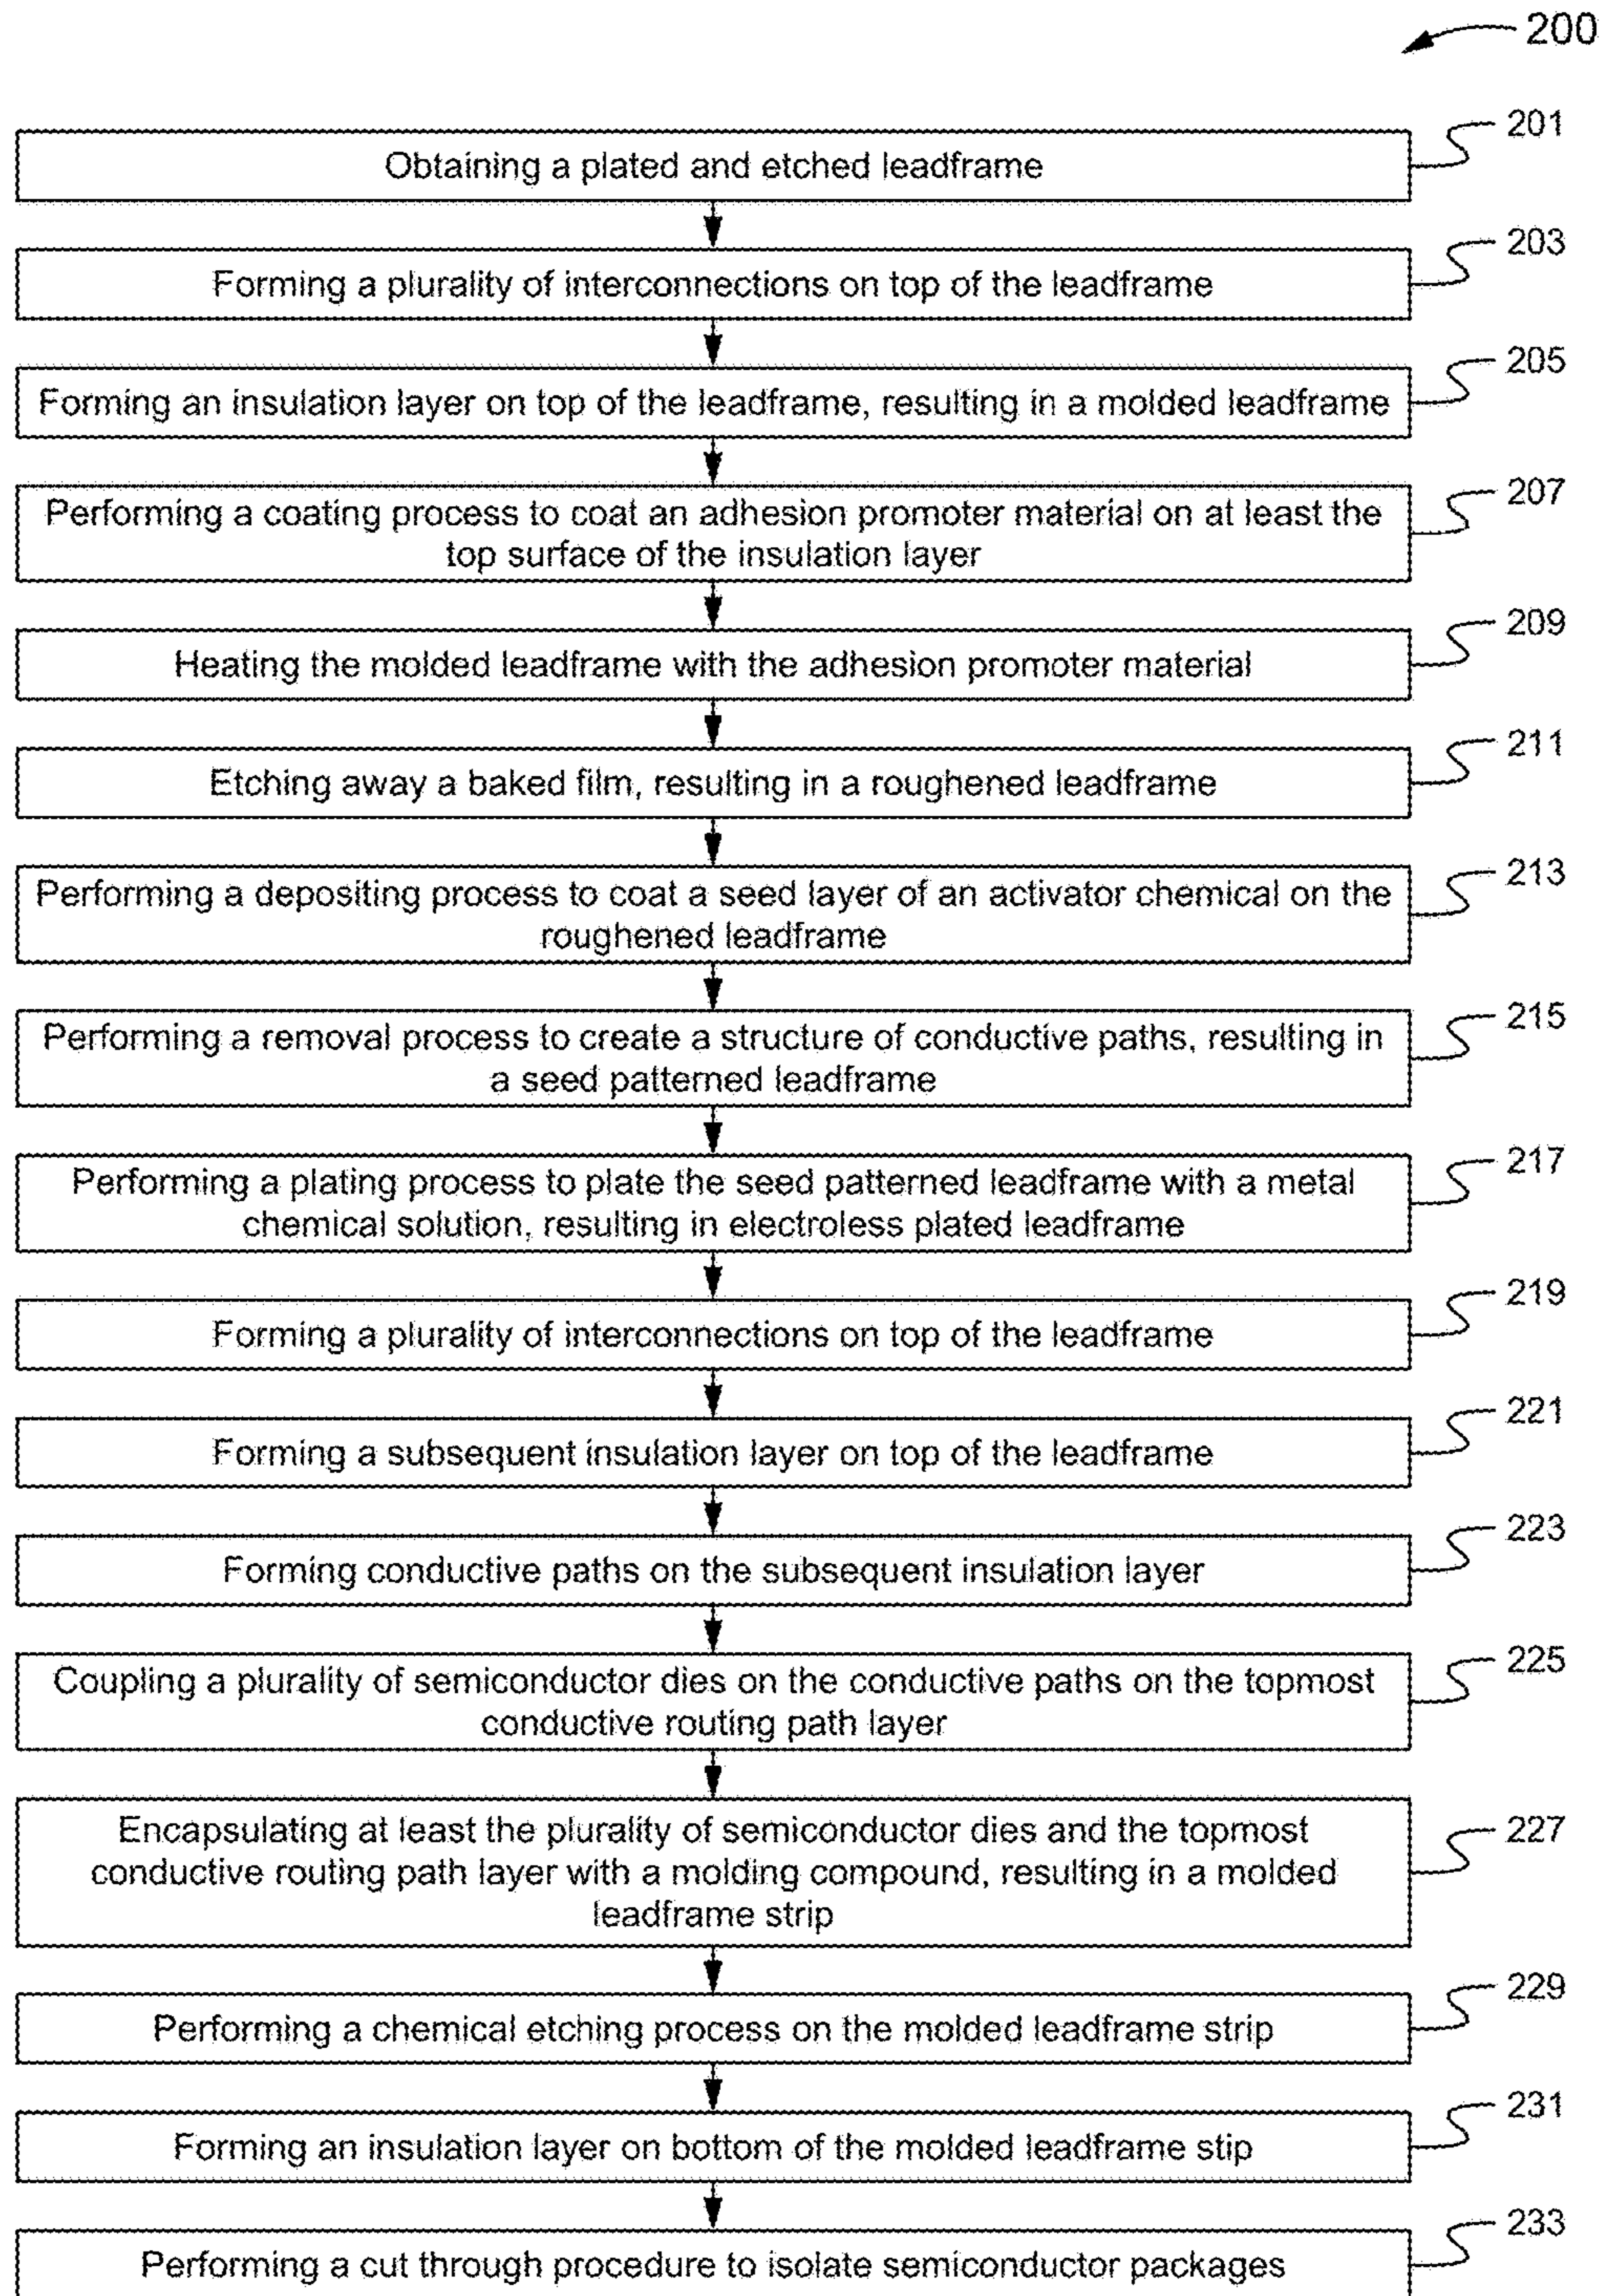 200
Obtaining a plated and etched leadframe
201
Forming a plurality of interconnections on top of the leadframe
203
Forming an insulation layer on top of the leadframe, resulting in a molded leadframe
205
Performing a coating process to coat an adhesion promoter material on at least the
top surface of the insulation layer
207
Heating the molded leadframe with the adhesion promoter material
209
Etching away a baked film, resulting in a roughened leadframe
211
Performing a depositing process to coat a seed layer of an activator chemical on the
roughened leadframe
213
Performing a removal process to create a structure of conductive paths, resulting in
a seed patterned leadframe
215
Performing a plating process to plate the seed patterned leadframe with a metal
chemical solution, resulting in electroless plated leadframe
217
Forming a plurality of interconnections on top of the leadframe
219
Forming a subsequent insulation layer on top of the leadframe
221
Forming conductive paths on the subsequent insulation layer
223
Coupling a plurality of semiconductor dies on the conductive paths on the topmost
conductive routing path layer
225
Encapsulating at least the plurality of semiconductor dies and the topmost
conductive routing path layer with a molding compound, resulting in a molded
leadframe strip
227
Performing a chemical etching process on the molded leadframe strip
229
Forming an insulation layer on bottom of the molded leadframe stip
231
Performing a cut through procedure to isolate semiconductor packages
233